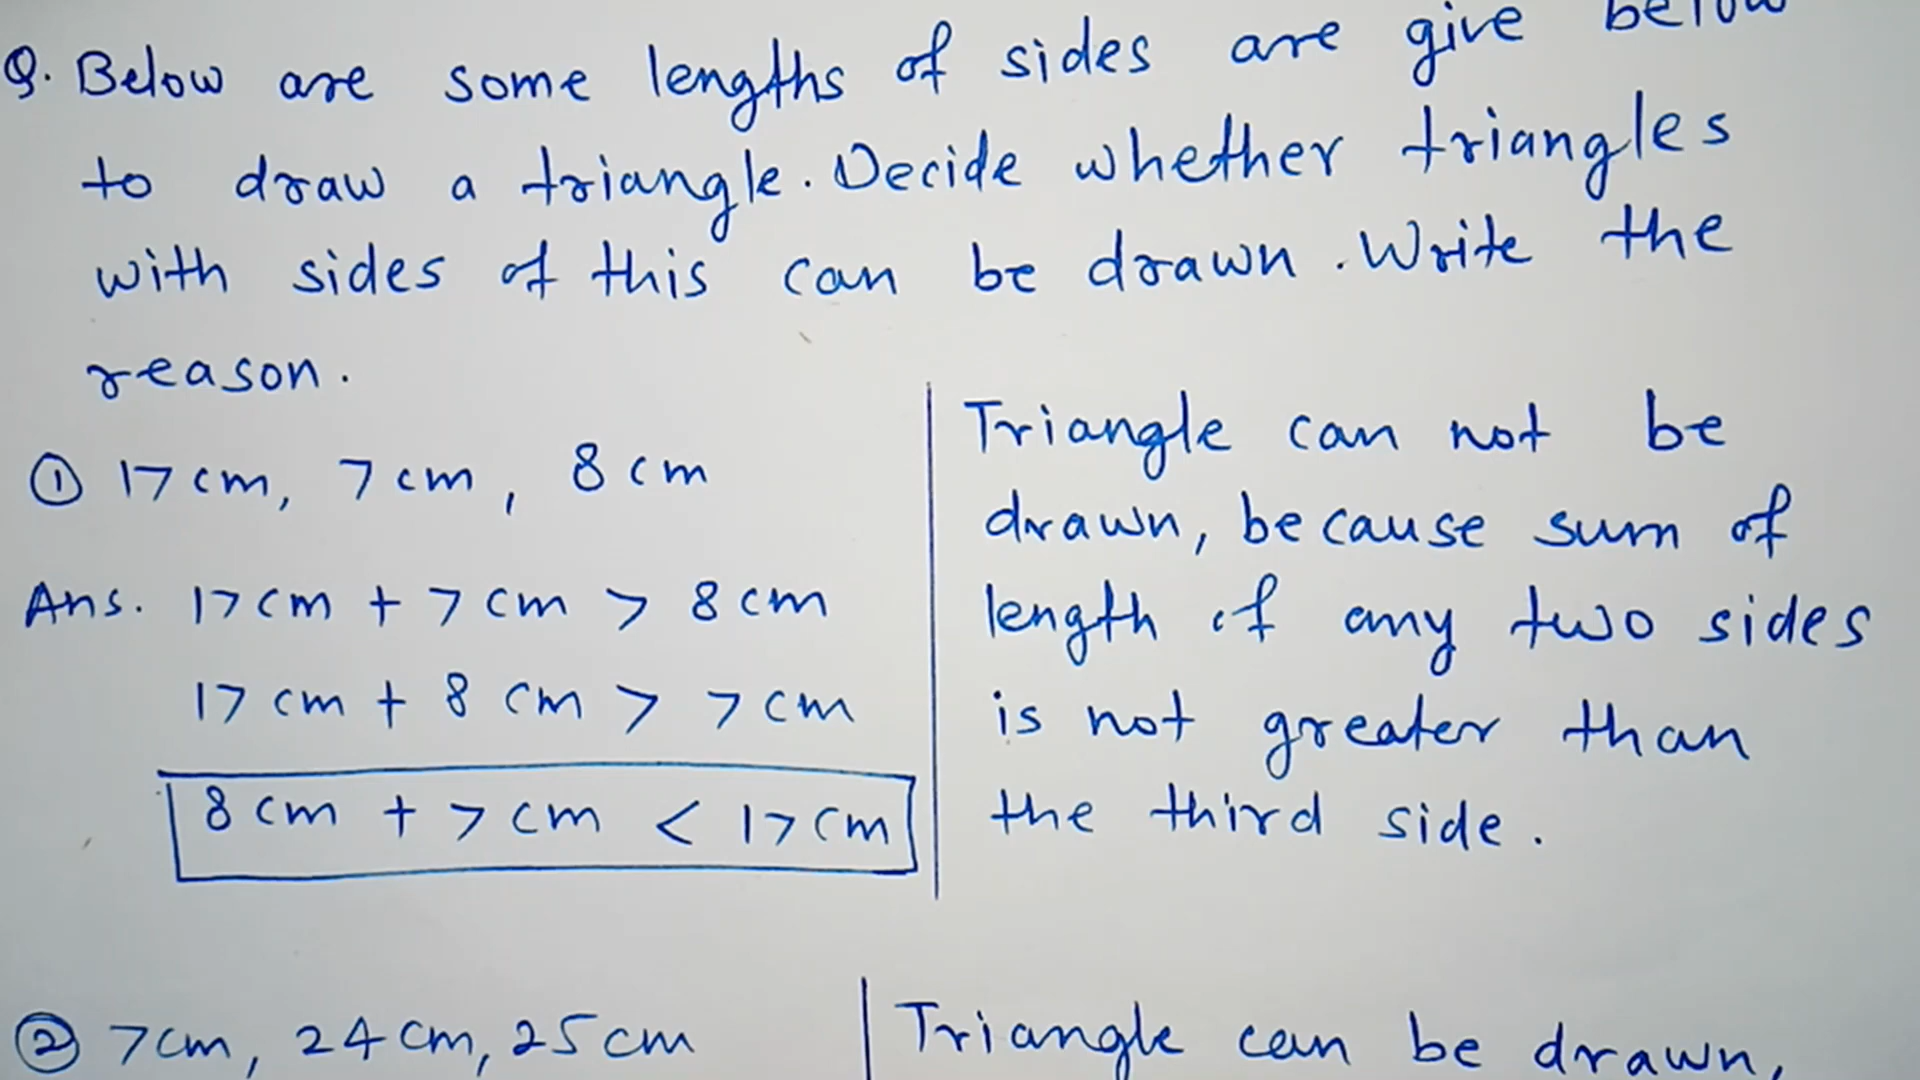 Q. Below are some lengths of sides are give below
to draw a triangle. Decide whether triangles
with sides of this can be drawn. Write the
reason.
① 17 cm, 7 cm, 8 cm
Ans. 17 cm + 7 cm > 8 cm
17 cm + 8 cm > 7 cm
8 cm + 7 cm < 17 cm
Triangle can not be
drawn, because sum of
length of any two sides
is not greater than
the third side.
② 7 cm, 24 cm, 25 cm
Triangle can be drawn,